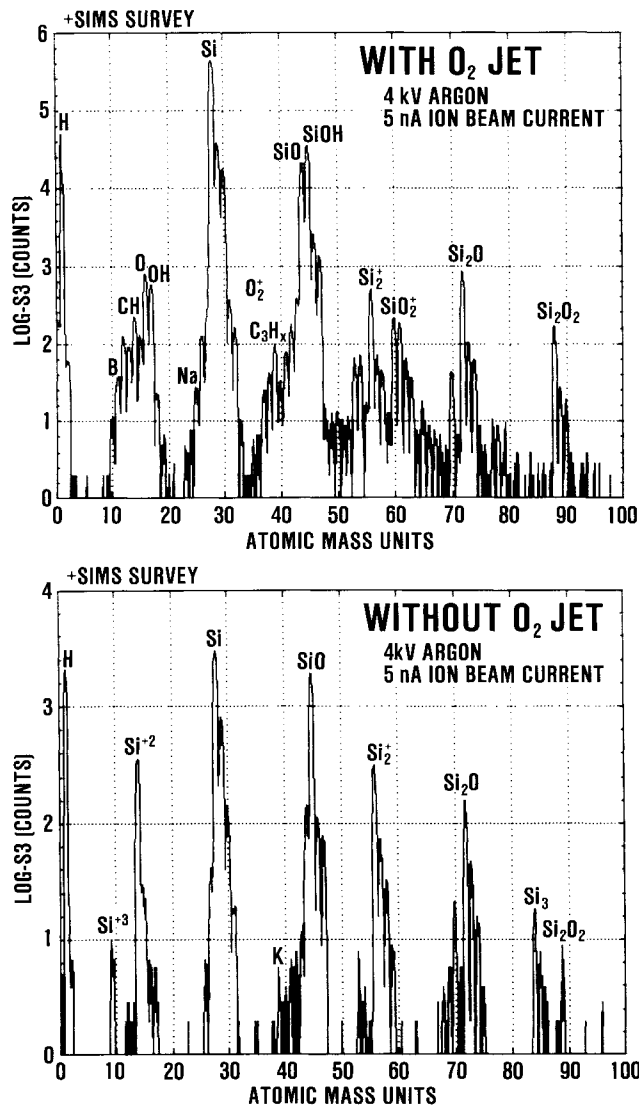 +SIMS SURVEY
WITH O₂ JET
4 kV ARGON
5 nA ION BEAM CURRENT
LOG-S3 (COUNTS)
6
5
4
3
2
1
0
H
B
CH
O
OH
Na
Si
O₂⁺
C₃Hₓ
SiO
SiOH
Si₂⁺
SiO₂⁺
Si₂O
Si₂O₂
0 10 20 30 40 50 60 70 80 90 100
ATOMIC MASS UNITS
+SIMS SURVEY
WITHOUT O₂ JET
4kV ARGON
5 nA ION BEAM CURRENT
LOG-S3 (COUNTS)
4
3
2
1
0
H
Si⁺³
Si⁺²
Si
K
SiO
Si₂⁺
Si₂O
Si₃
Si₂O₂
0 10 20 30 40 50 60 70 80 90 100
ATOMIC MASS UNITS